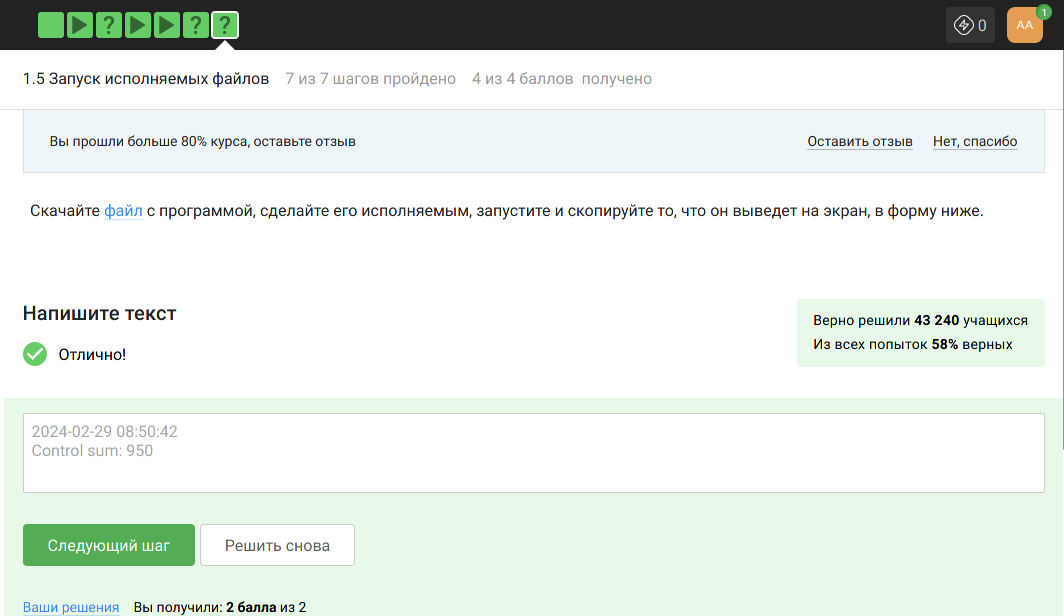 ? ? ?
0
AA
1
1.5 Запуск исполняемых файлов 7 из 7 шагов пройдено 4 из 4 баллов получено
Вы прошли больше 80% курса, оставьте отзыв Оставить отзыв Нет, спасибо
Скачайте файл с программой, сделайте его исполняемым, запустите и скопируйте то, что он выведет на экран, в форму ниже.
Напишите текст
Отлично!
Верно решили 43 240 учащихся
Из всех попыток 58% верных
2024-02-29 08:50:42
Control sum: 950
Следующий шаг Решить снова
Ваши решения Вы получили: 2 балла из 2